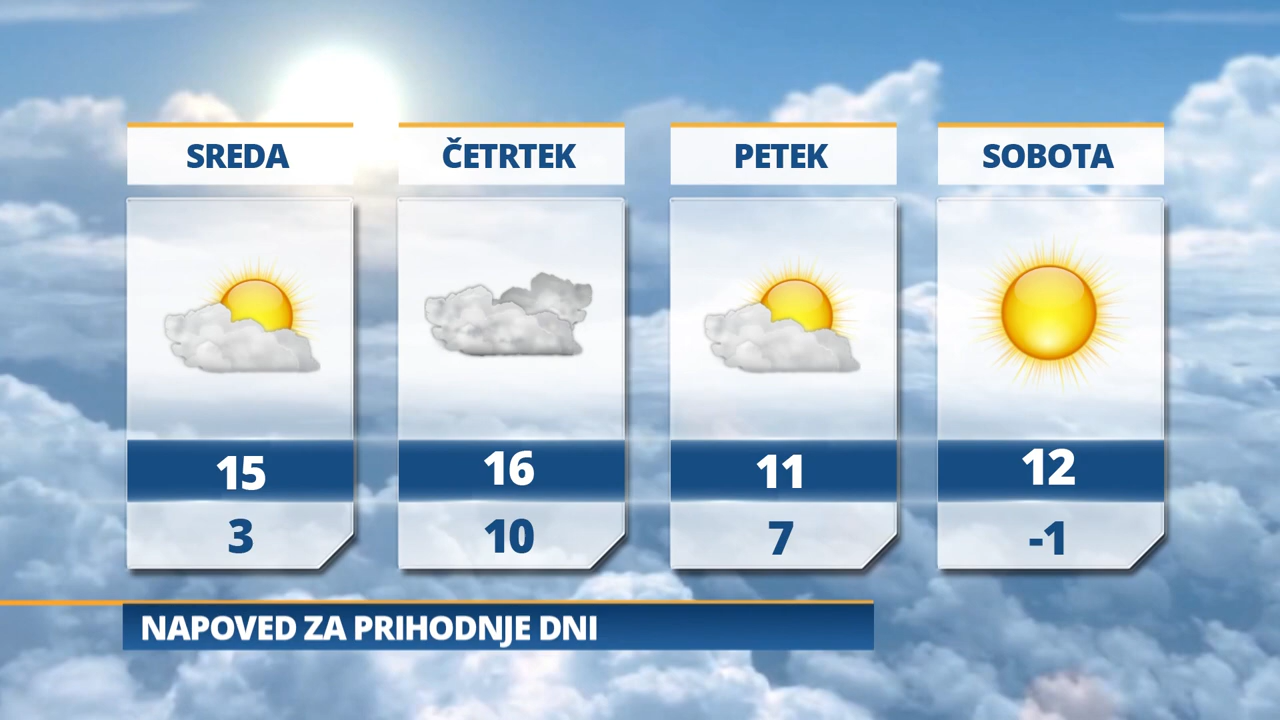 SREDA
ČETRTEK
PETEK
SOBOTA
15
16
11
12
3
10
7
-1
NAPOVED ZA PRIHODNJE DNI